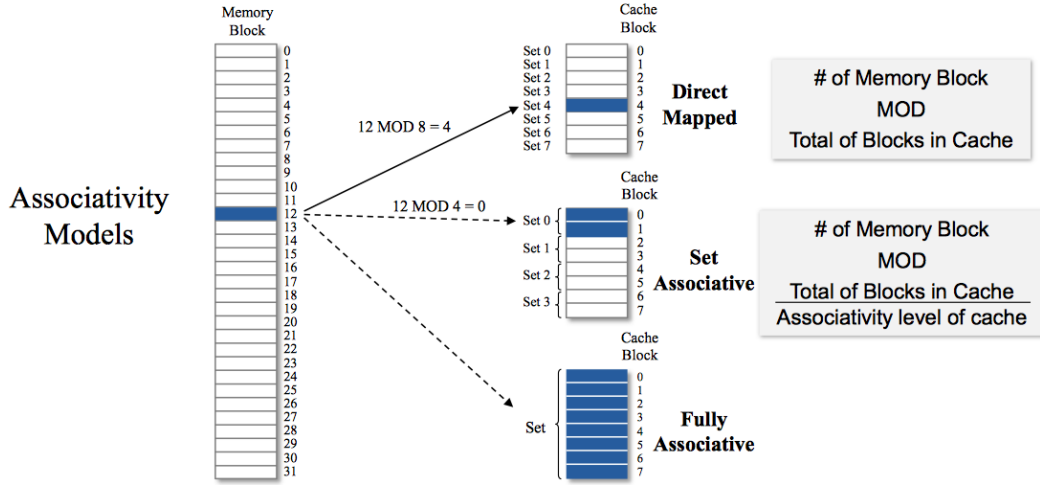 Associativity
Models
Memory
Block
0
1
2
3
4
5
6
7
8
9
10
11
12
13
14
15
16
17
18
19
20
21
22
23
24
25
26
27
28
29
30
31
12 MOD 8 = 4
12 MOD 4 = 0
Cache
Block
Set 0 0
Set 1 1
Set 2 2
Set 3 3
Set 4 4
Set 5 5
Set 6 6
Set 7 7
Direct
Mapped
# of Memory Block
MOD
Total of Blocks in Cache
Cache
Block
Set 0
Set 1
Set 2
Set 3
0
1
2
3
4
5
6
7
Set
Associative
# of Memory Block
MOD
Total of Blocks in Cache
Associativity level of cache
Cache
Block
Set
0
1
2
3
4
5
6
7
Fully
Associative